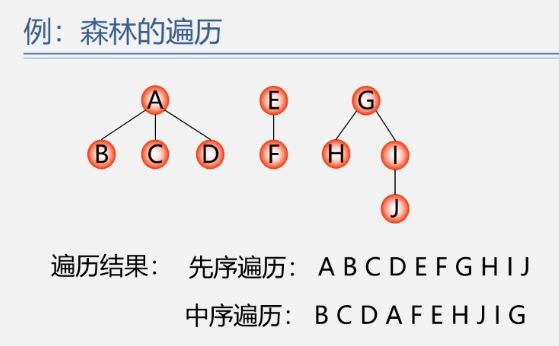 例：森林的遍历
A E G
B C D F H I
J
遍历结果： 先序遍历： A B C D E F G H I J
中序遍历： B C D A F E H J I G